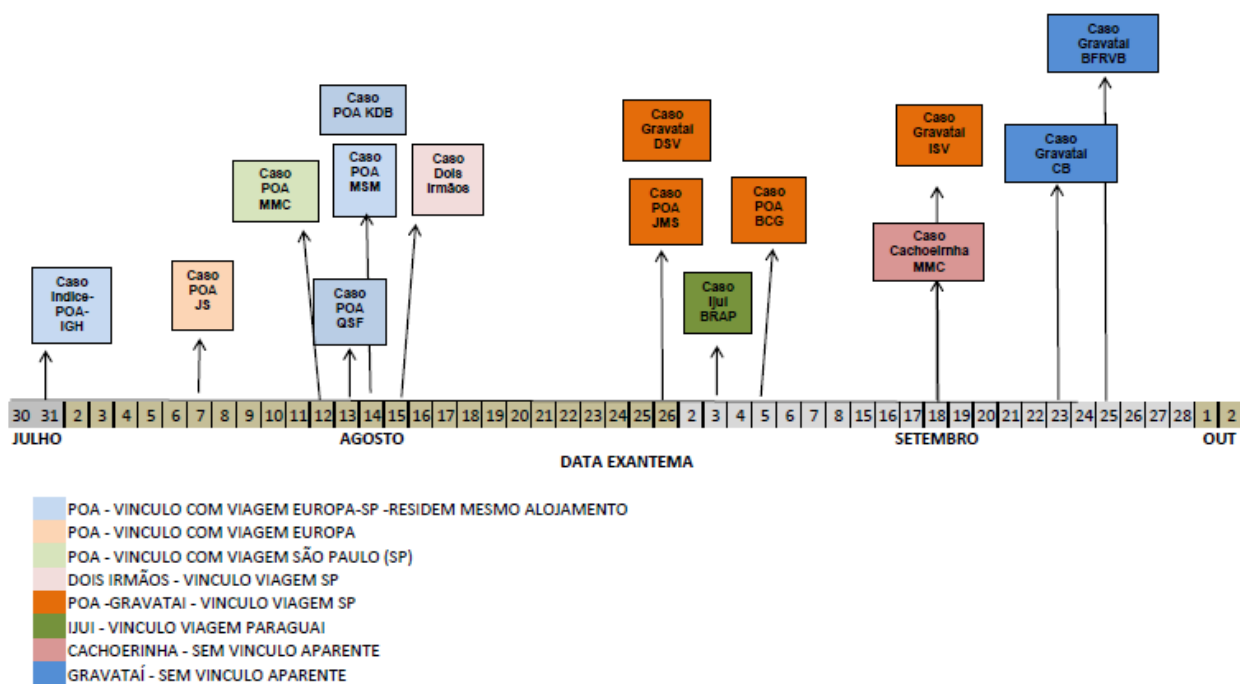 Caso
Gravatal
BFRVB
Caso
POA KDB
Caso
Gravatal
DSV
Caso
Gravatal
ISV
Caso
Gravatal
CB
Caso
POA
MMC
Caso
POA
MSM
Caso
Dois
Irmãos
Caso
POA
JMS
Caso
POA
BCG
Caso
Cachoeirnha
MMC
Caso
Indice-
POA-
IGH
Caso
POA
JS
Caso
POA
QSF
Caso
Ijui
BRAP
30 31 2 3 4 5 6 7 8 9 10 11 12 13 14 15 16 17 18 19 20 21 22 23 24 25 26 2 3 4 5 6 7 8 15 16 17 18 19 20 21 22 23 24 25 26 27 28 1 2
JULHO AGOSTO SETEMBRO OUT
DATA EXANTEMA
POA - VINCULO COM VIAGEM EUROPA-SP -RESIDEM MESMO ALOJAMENTO
POA - VINCULO COM VIAGEM EUROPA
POA - VINCULO COM VIAGEM SÃO PAULO (SP)
DOIS IRMÃOS - VINCULO VIAGEM SP
POA -GRAVATAI - VINCULO VIAGEM SP
IJUI - VINCULO VIAGEM PARAGUAI
CACHOERINHA - SEM VINCULO APARENTE
GRAVATAÍ - SEM VINCULO APARENTE